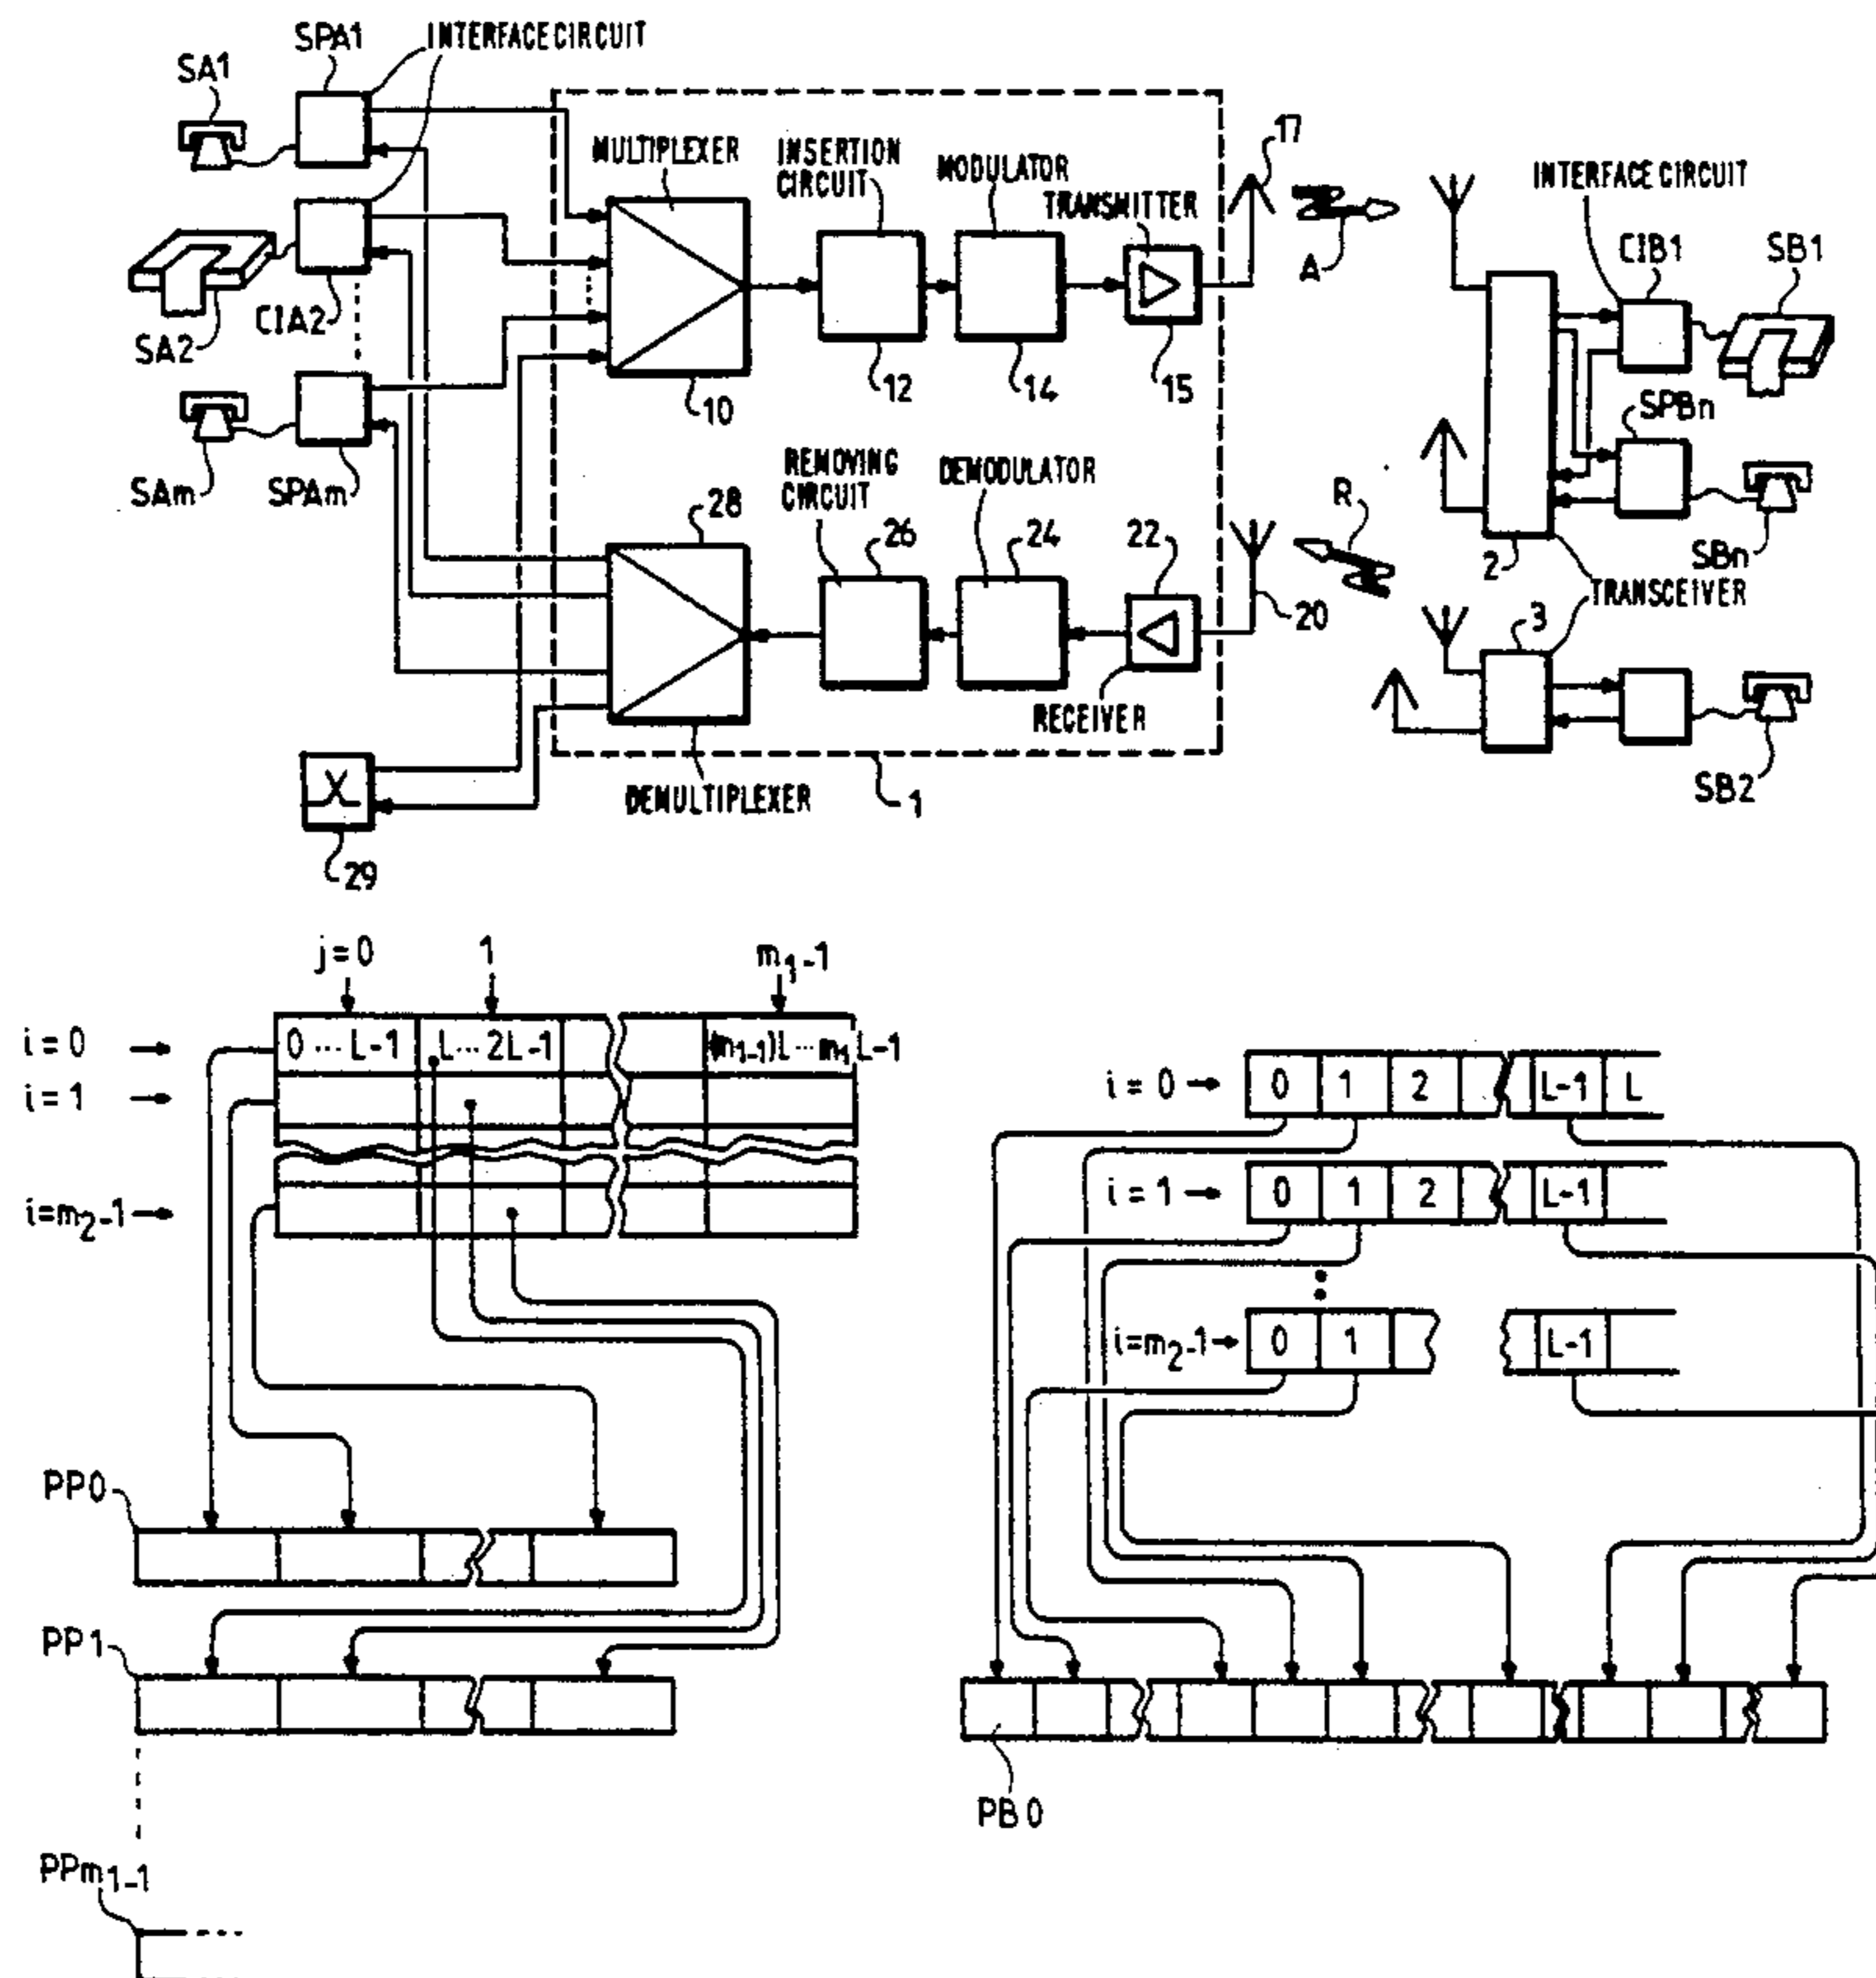 SPA1
INTERFACE CIRCUIT
SA1
17
MULTIPLEXER
INSERTION
CIRCUIT
MODULATOR
TRANSMITTER
INTERFACE CIRCUIT
A
CIB1
SB1
CIA2
SA2
10
12
14
15
SPBn
SAm
SPAm
28
REMOVING
CIRCUIT
26
DEMODULATOR
24
22
R
20
2
SBn
TRANSCEIVER
3
RECEIVER
DEMULTIPLEXER
1
SB2
X
29
j=0
1
m1-1
i=0
0 ... L-1
L... 2L-1
(m1-1)L ... m1L-1
i=1
i=m2-1
i=0
0
1
2
L-1
L
i=1
0
1
2
L-1
i=m2-1
0
1
L-1
PP0
PP1
PB0
PPm1-1